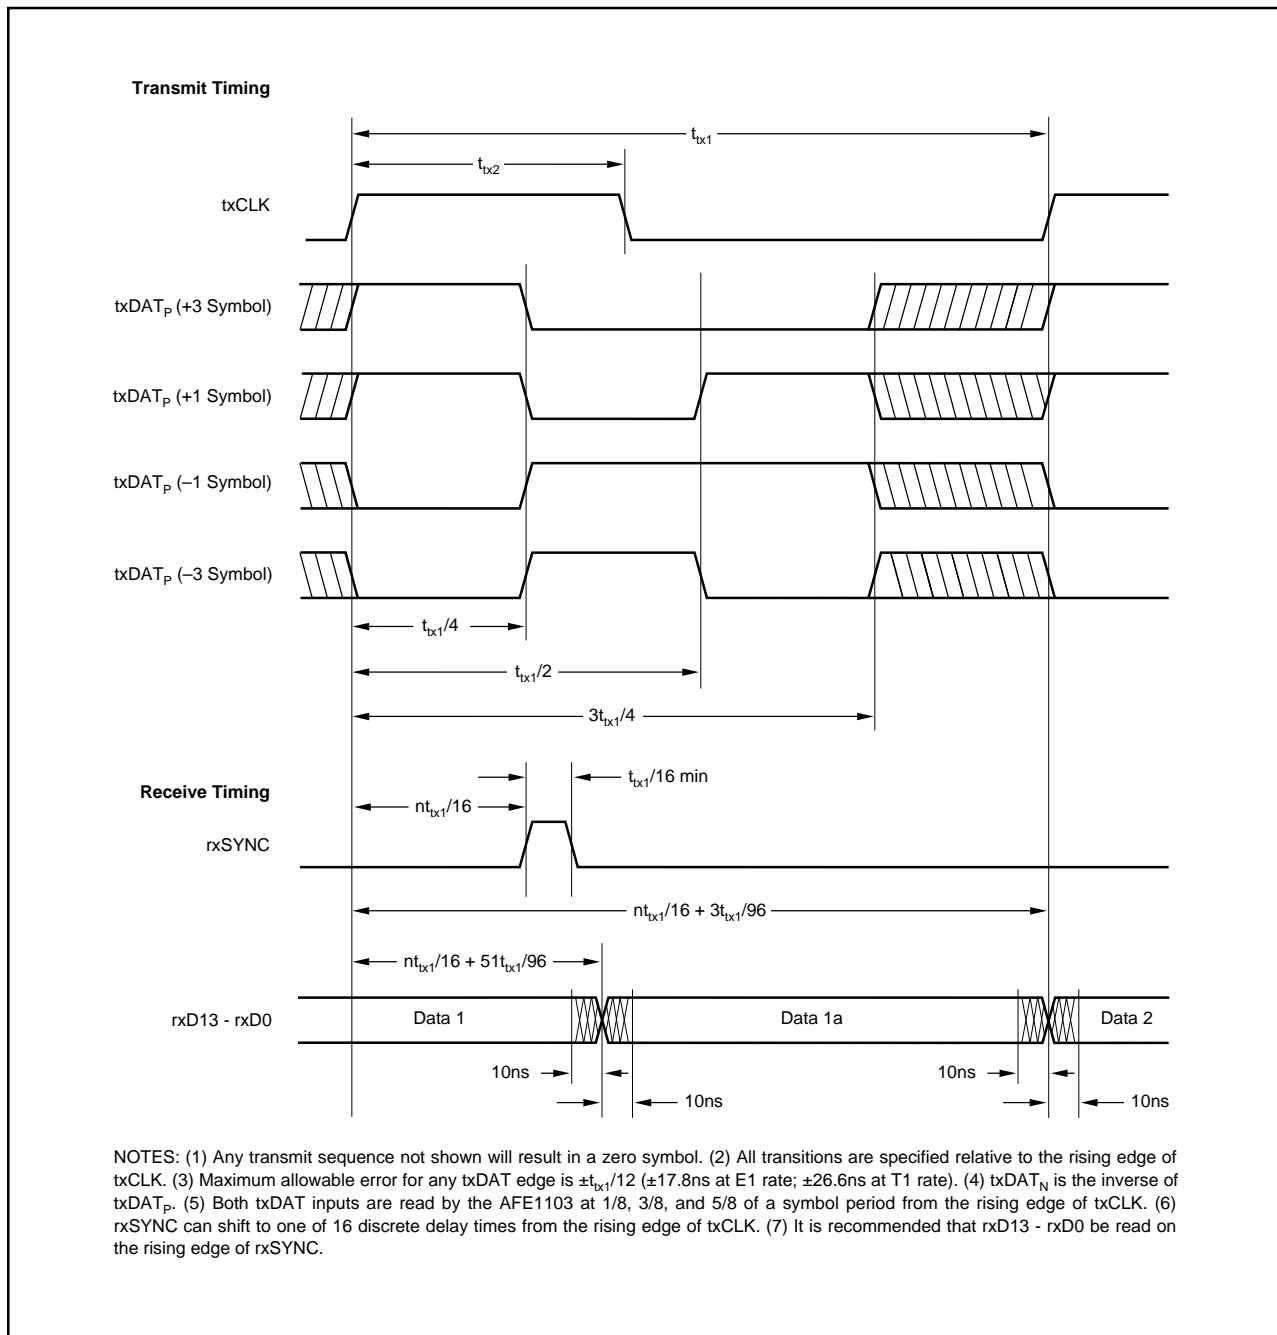 Transmit Timing
t_tx1
t_tx2
txCLK
txDAT_P (+3 Symbol)
txDAT_P (+1 Symbol)
txDAT_P (–1 Symbol)
txDAT_P (–3 Symbol)
t_tx1/4
t_tx1/2
3t_tx1/4
t_tx1/16 min
Receive Timing
nt_tx1/16
rxSYNC
nt_tx1/16 + 3t_tx1/96
nt_tx1/16 + 51t_tx1/96
rxD13 - rxD0
Data 1
Data 1a
Data 2
10ns
10ns
10ns
10ns
NOTES: (1) Any transmit sequence not shown will result in a zero symbol. (2) All transitions are specified relative to the rising edge of
txCLK. (3) Maximum allowable error for any txDAT edge is ±t_tx1/12 (±17.8ns at E1 rate; ±26.6ns at T1 rate). (4) txDAT_N is the inverse of
txDAT_P. (5) Both txDAT inputs are read by the AFE1103 at 1/8, 3/8, and 5/8 of a symbol period from the rising edge of txCLK. (6)
rxSYNC can shift to one of 16 discrete delay times from the rising edge of txCLK. (7) It is recommended that rxD13 - rxD0 be read on
the rising edge of rxSYNC.